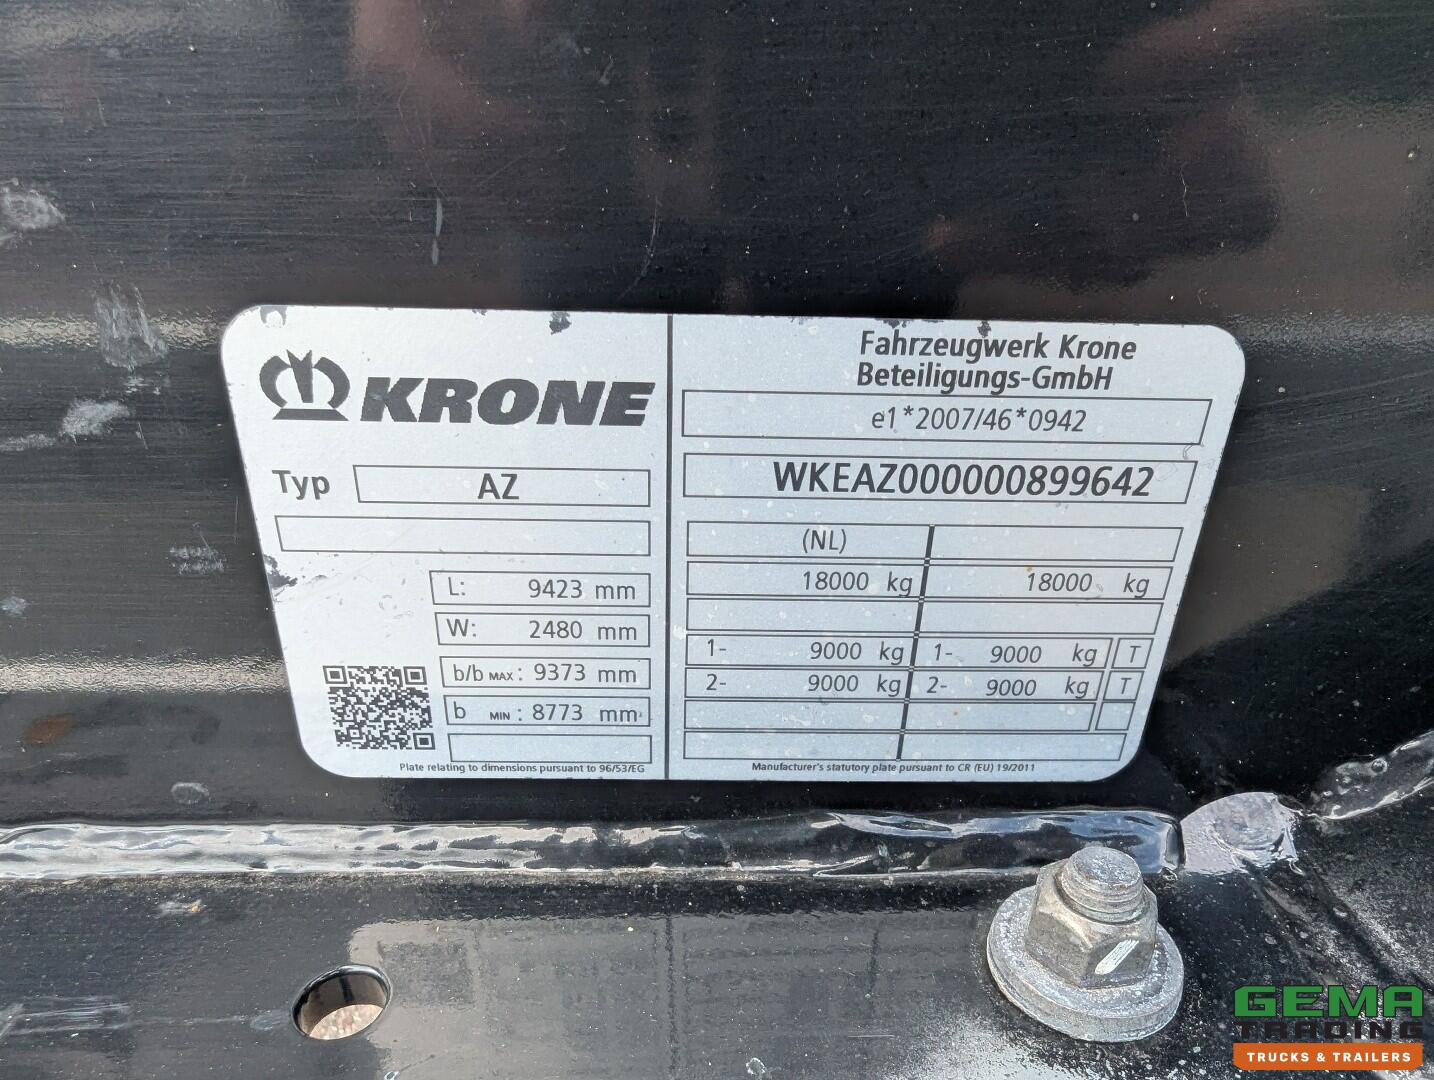 KRONE
Typ AZ
L: 9423 mm
W: 2480 mm
b/b MAX : 9373 mm
b MIN : 8773 mm
Plate relating to dimensions pursuant to 96/53/EG
Fahrzeugwerk Krone
Beteiligungs-GmbH
e1*2007/46*0942
WKEAZ000000899642
(NL)
18000 kg 18000 kg
1- 9000 kg 1- 9000 kg T
2- 9000 kg 2- 9000 kg T
Manufacturer's statutory plate pursuant to CR (EU) 19/2011
GEMA
TRADING
TRUCKS & TRAILERS